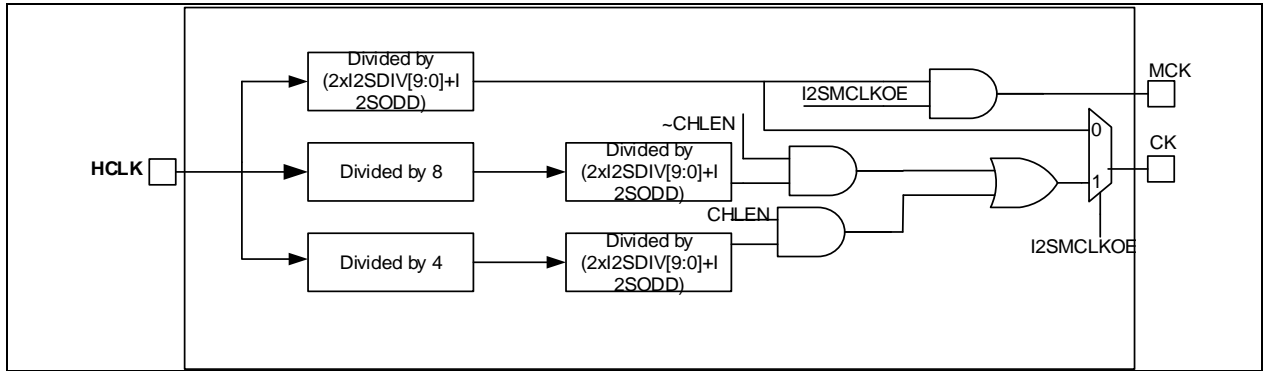 Divided by
(2xI2SDIV[9:0]+I
2SODD)
MCK
I2SMCLKOE
~CHLEN
0
CK
HCLK
Divided by 8
Divided by
(2xI2SDIV[9:0]+I
2SODD)
1
CHLEN
I2SMCLKOE
Divided by 4
Divided by
(2xI2SDIV[9:0]+I
2SODD)